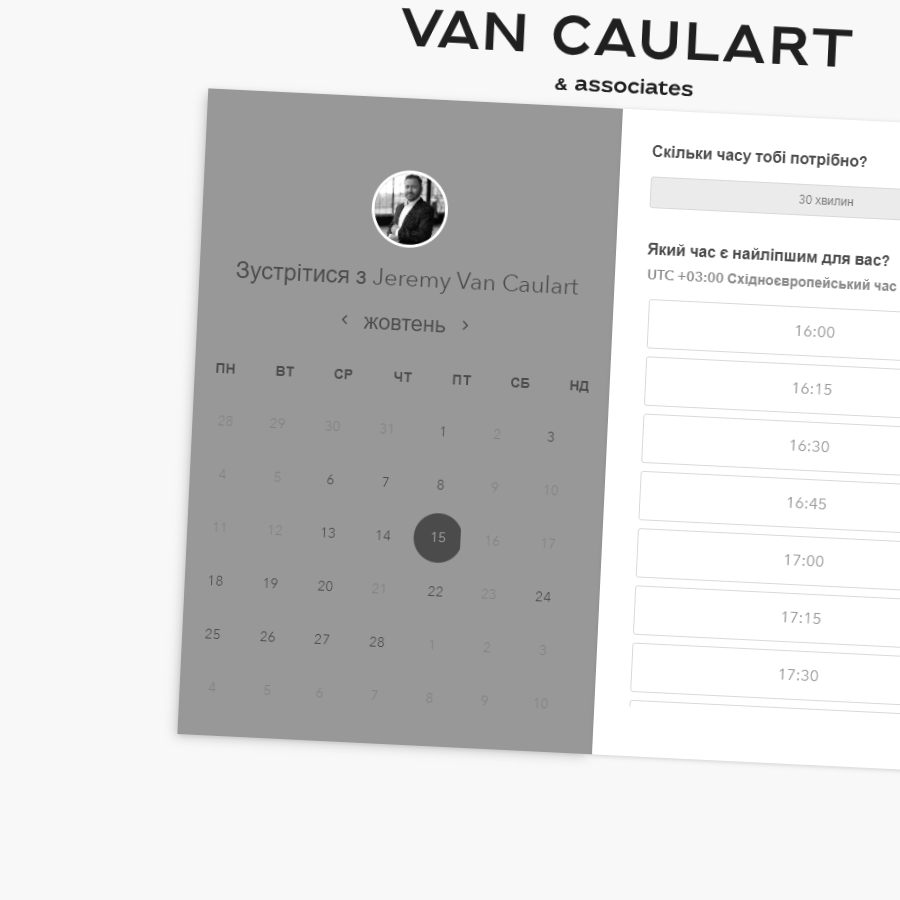 VAN CAULART
& associates
Зустрітися з Jeremy Van Caulart
жовтень
ПН ВТ СР ЧТ ПТ СБ НД
28 29 30 31 1 2 3
4 5 6 7 8 9 10
11 12 13 14 15 16 17
18 19 20 21 22 23 24
25 26 27 28 1 2 3
4 5 6 7 8 9 10
Скільки часу тобі потрібно?
30 хвилин
Який час є найліпшим для вас?
UTC +03:00 Східноєвропейський час
16:00
16:15
16:30
16:45
17:00
17:15
17:30